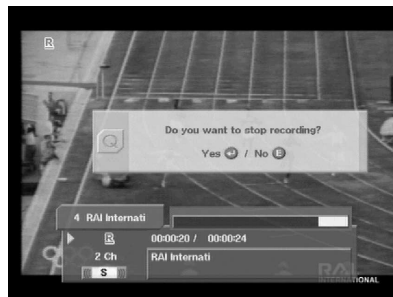 R
Do you want to stop recording?
Yes / No E
4 RAI Internati
R 00:00:20 / 00:00:24
2 Ch RAI Internati
S
RAI
INTERNATIONAL